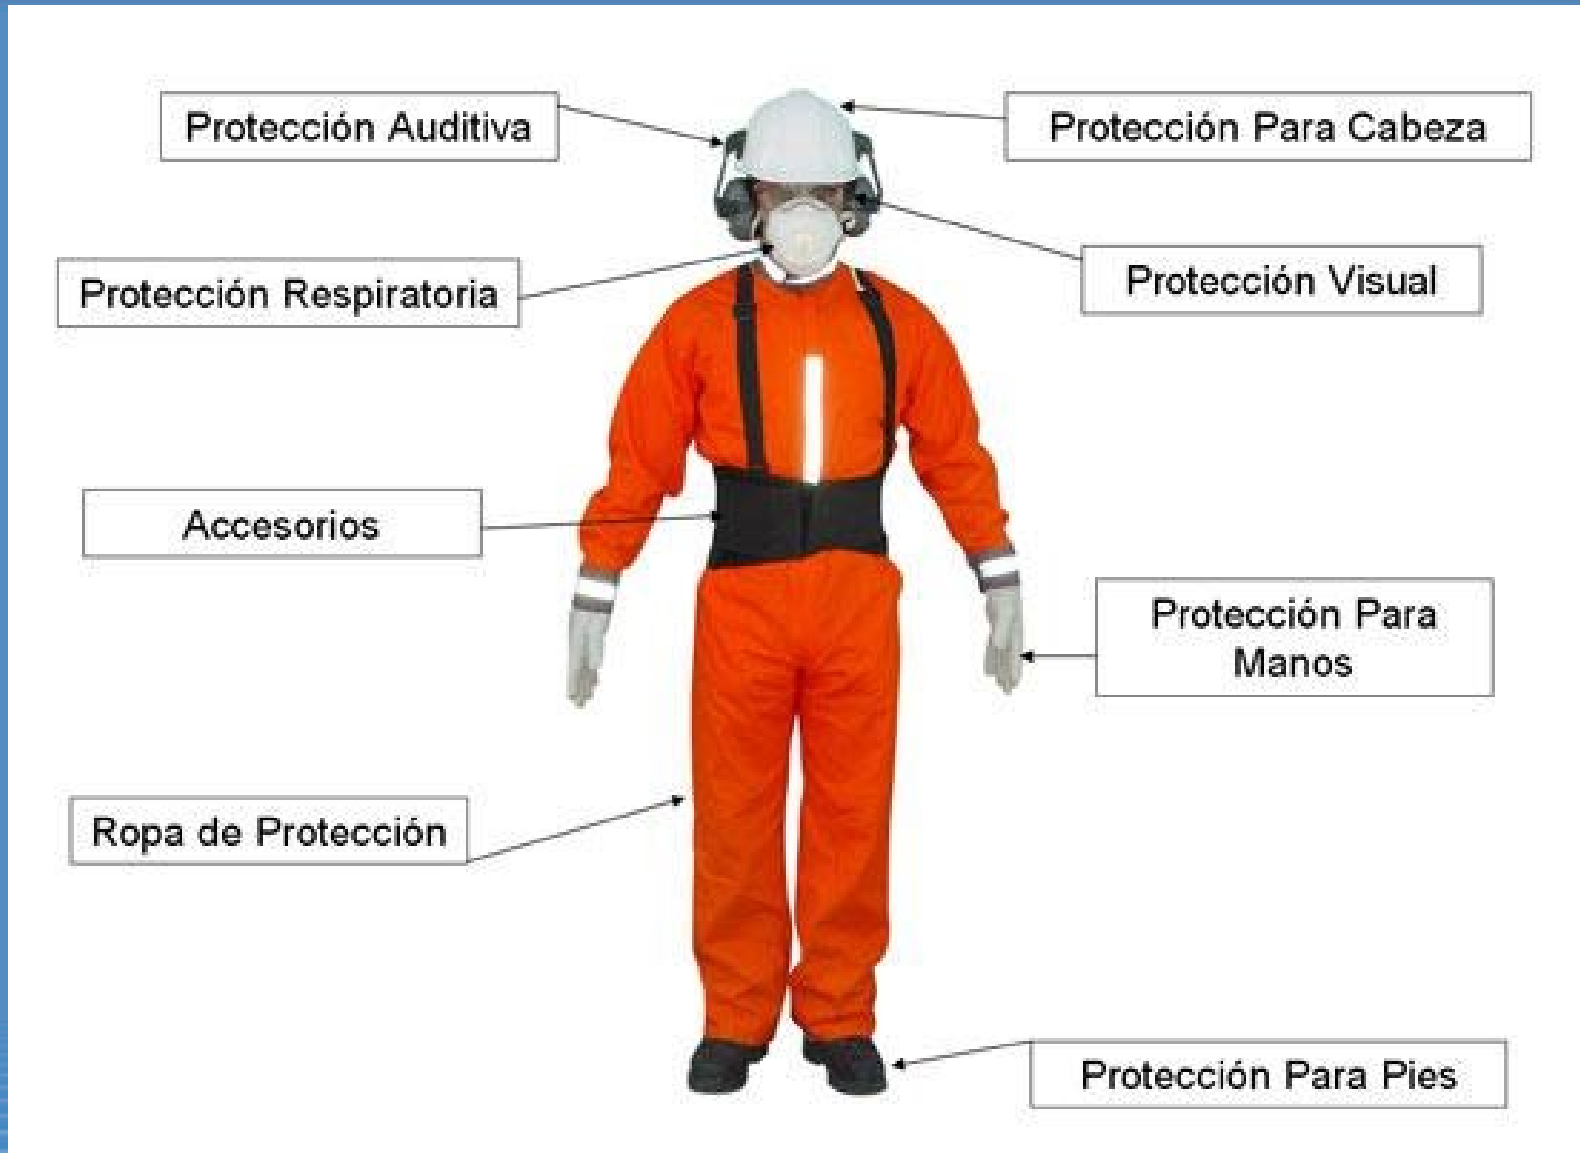 Protección Auditiva
Protección Para Cabeza
Protección Respiratoria
Protección Visual
Accesorios
Protección Para
Manos
Ropa de Protección
Protección Para Pies